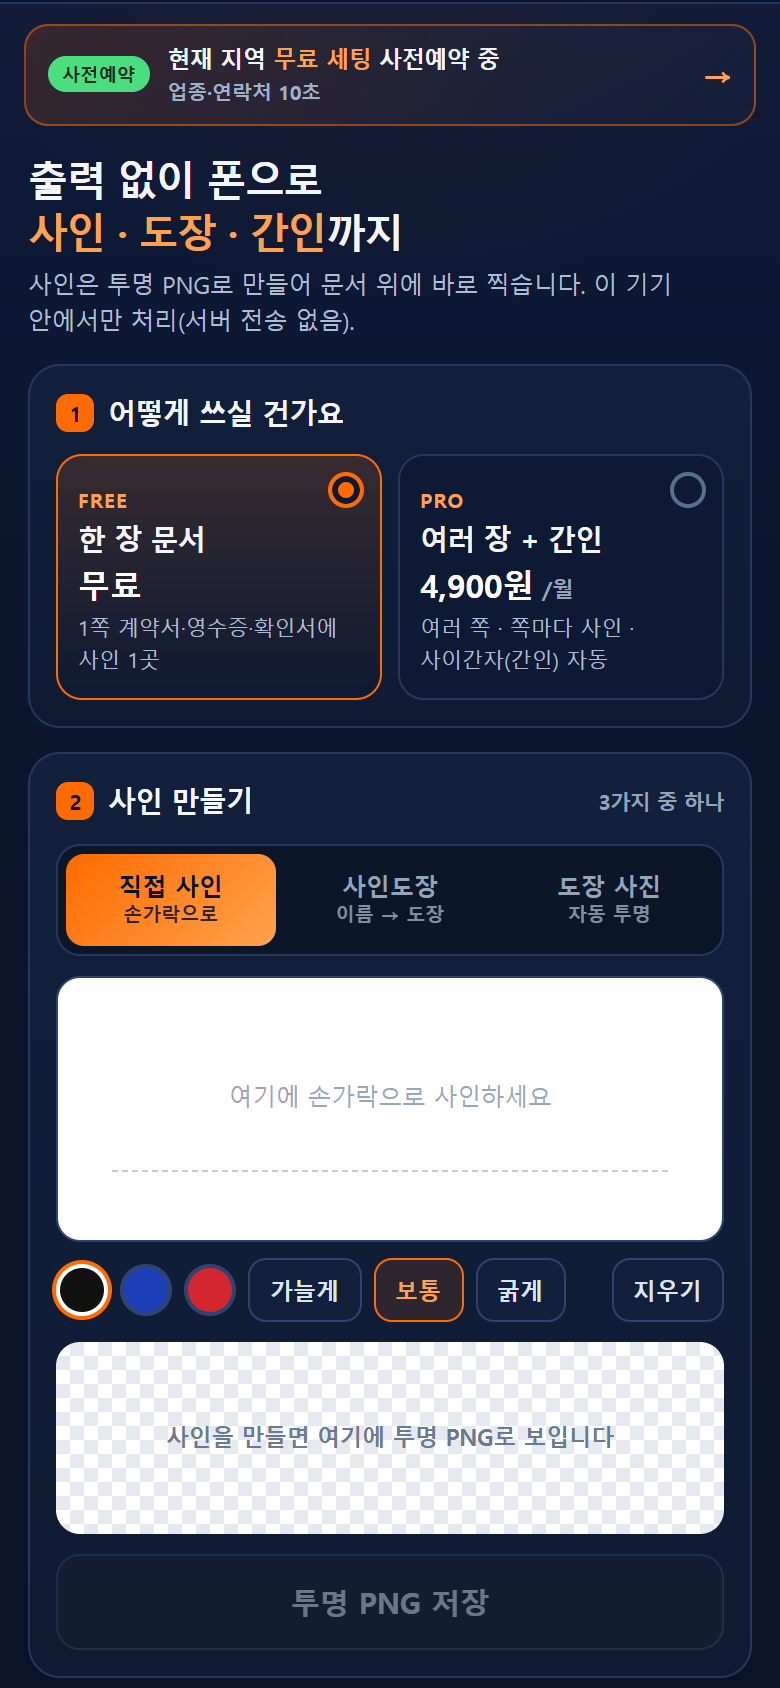 사전예약
현재 지역 무료 세팅 사전예약 중
업종·연락처 10초
→
출력 없이 폰으로
사인 · 도장 · 간인까지
사인은 투명 PNG로 만들어 문서 위에 바로 찍습니다. 이 기기
안에서만 처리(서버 전송 없음).
1 어떻게 쓰실 건가요
FREE
한 장 문서
무료
1쪽 계약서·영수증·확인서에
사인 1곳
PRO
여러 장 + 간인
4,900원 /월
여러 쪽 · 쪽마다 사인 ·
사이간자(간인) 자동
2 사인 만들기
3가지 중 하나
직접 사인
손가락으로
사인도장
이름 → 도장
도장 사진
자동 투명
여기에 손가락으로 사인하세요
가늘게
보통
굵게
지우기
사인을 만들면 여기에 투명 PNG로 보입니다
투명 PNG 저장